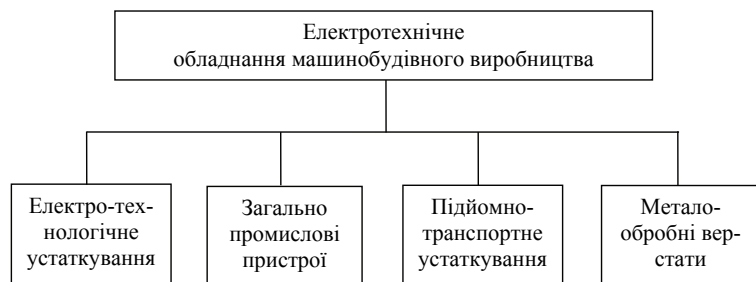 Електротехнічне
обладнання машинобудівного виробництва
Електро-тех-
нологічне
устаткування
Загально
промислові
пристрої
Підйомно-
транспортне
устаткування
Метало-
обробні вер-
стати